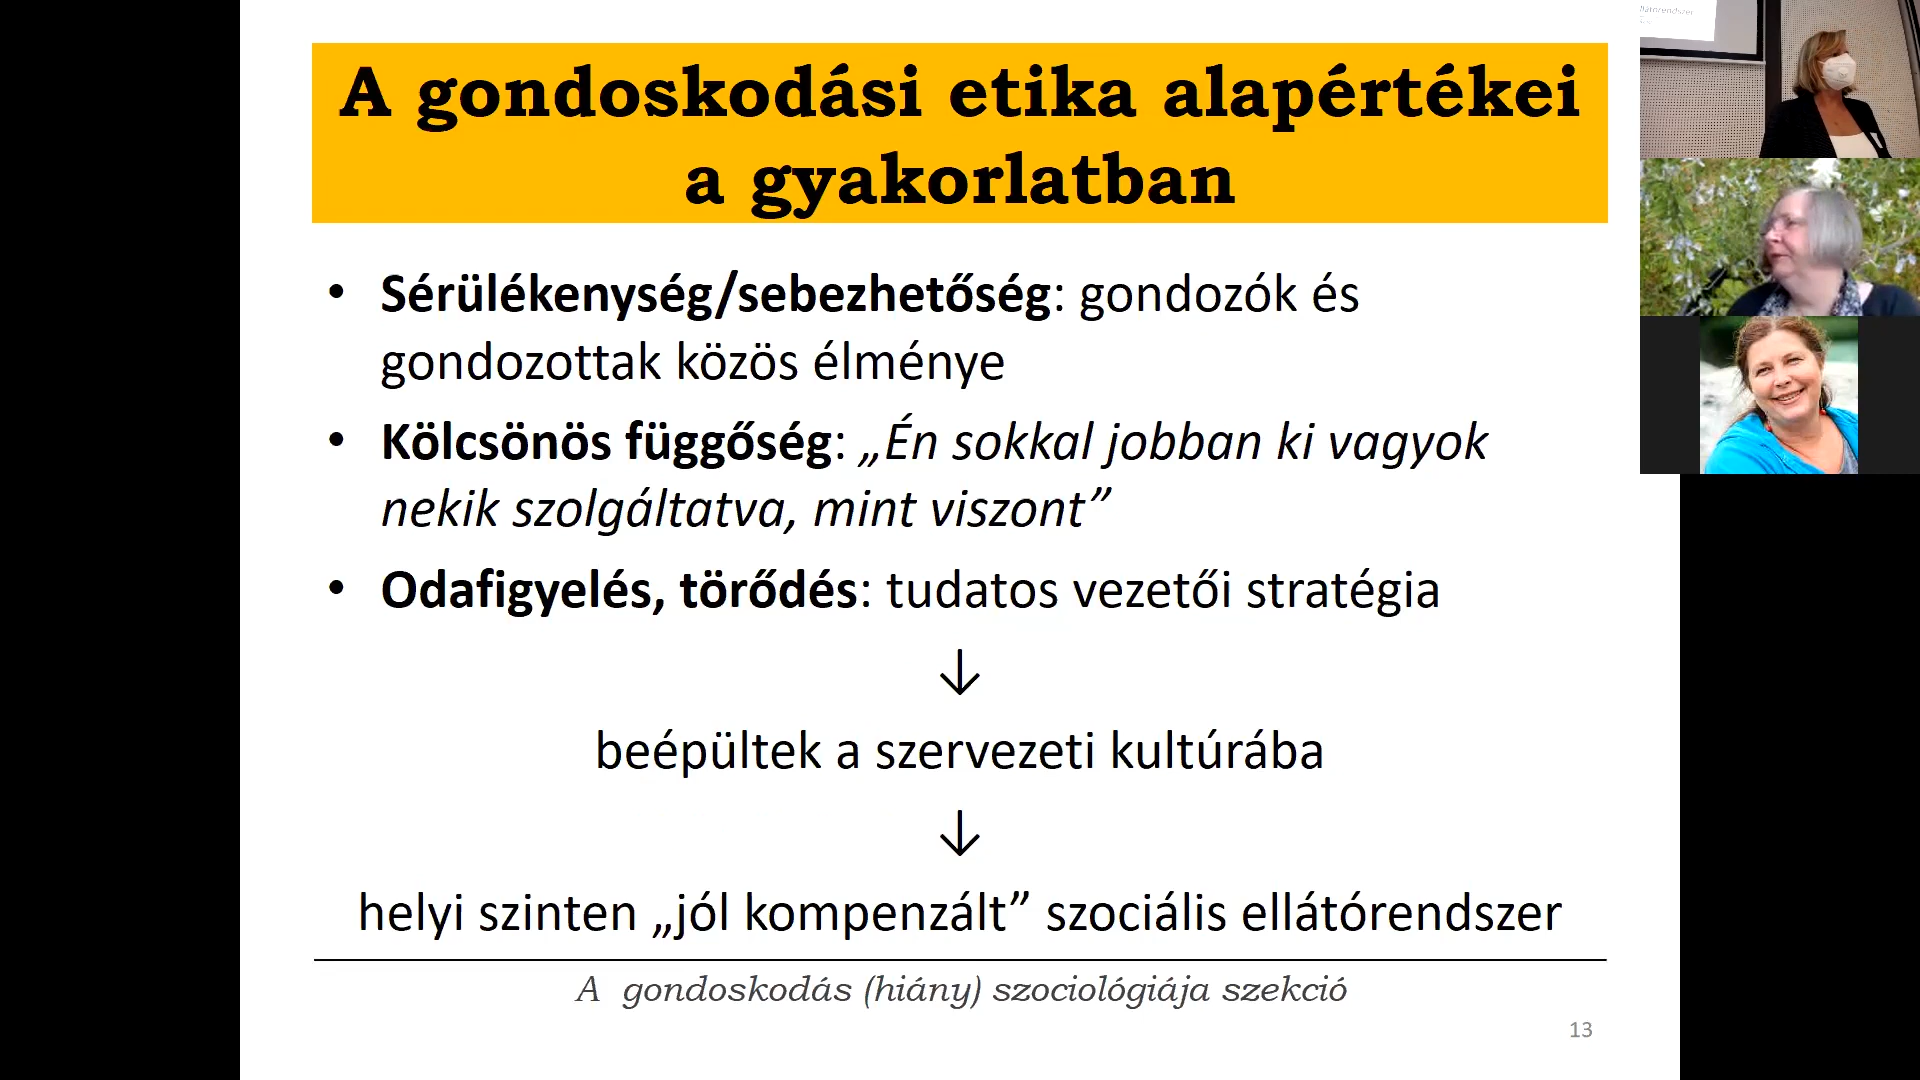 A gondoskodási etika alapértékei
a gyakorlatban
• Sérülékenység/sebezhetőség: gondozók és
gondozottak közös élménye
• Kölcsönös függőség: „Én sokkal jobban ki vagyok
nekik szolgáltatva, mint viszont”
• Odafigyelés, törődés: tudatos vezetői stratégia
↓
beépültek a szervezeti kultúrába
↓
helyi szinten „jól kompenzált” szociális ellátórendszer
A gondoskodás (hiány) szociológiája szekció
13